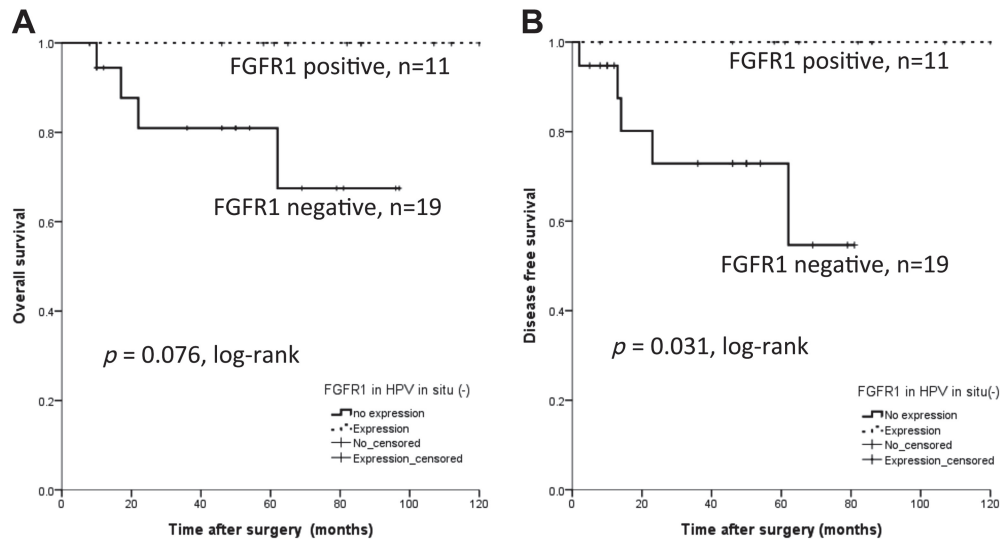 A
1.0
0.8
0.6
0.4
0.2
0.0
Overall survival
FGFR1 positive, n=11
FGFR1 negative, n=19
p = 0.076, log-rank
FGFR1 in HPV in situ (-)
no expression
Expression
No_censored
Expression_censored
0 20 40 60 80 100 120
Time after surgery (months)
B
1.0
0.8
0.6
0.4
0.2
0.0
Disease free survival
FGFR1 positive, n=11
FGFR1 negative, n=19
p = 0.031, log-rank
FGFR1 in HPV in situ(-)
No expression
Expression
No_censored
Expression_censored
0 20 40 60 80 100 120
Time after surgery (months)